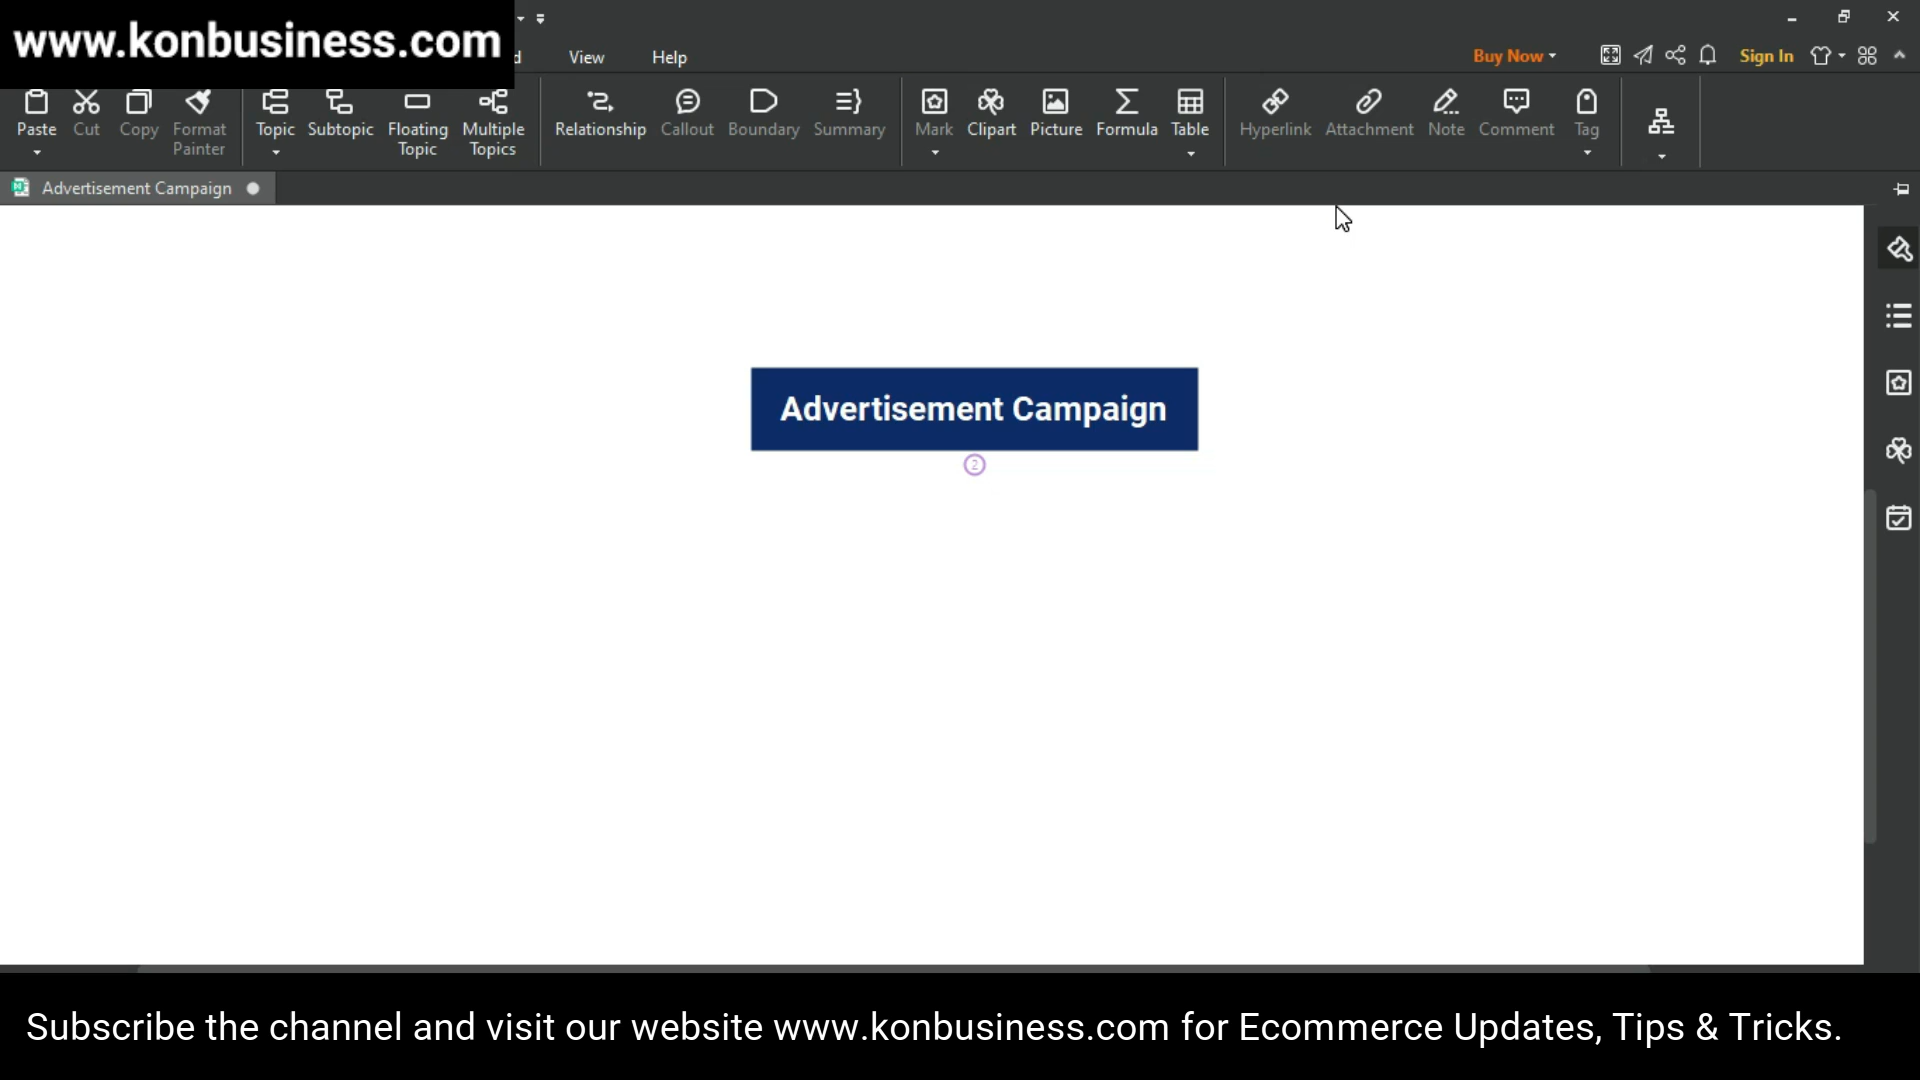 www.konbusiness.com
d View Help
Buy Now Sign In
Paste Cut Copy Format Painter Topic Subtopic Floating Topic Multiple Topics Relationship Callout Boundary Summary Mark Clipart Picture Formula Table Hyperlink Attachment Note Comment Tag
Advertisement Campaign
Advertisement Campaign
2
Subscribe the channel and visit our website www.konbusiness.com for Ecommerce Updates, Tips & Tricks.